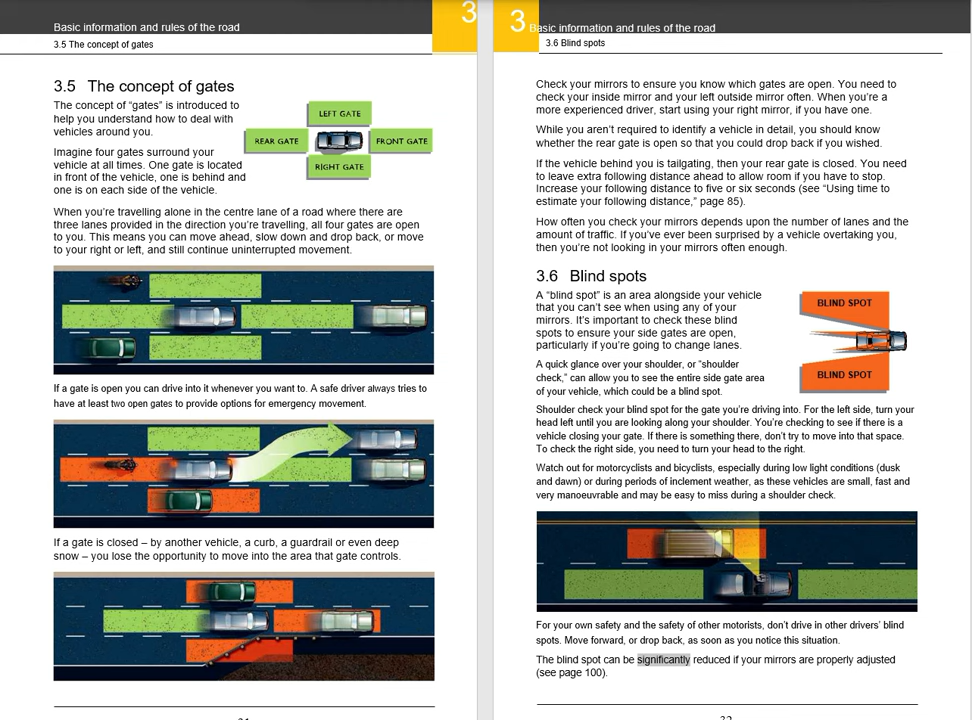 Basic information and rules of the road
3
3.5 The concept of gates
3.5 The concept of gates
The concept of “gates” is introduced to
help you understand how to deal with
vehicles around you.
Imagine four gates surround your
vehicle at all times. One gate is located
in front of the vehicle, one is behind and
one is on each side of the vehicle.
LEFT GATE
REAR GATE
FRONT GATE
RIGHT GATE
When you’re travelling alone in the centre lane of a road where there are
three lanes provided in the direction you’re travelling, all four gates are open
to you. This means you can move ahead, slow down and drop back, or move
to your right or left, and still continue uninterrupted movement.
If a gate is open you can drive into it whenever you want to. A safe driver always tries to
have at least two open gates to provide options for emergency movement.
If a gate is closed – by another vehicle, a curb, a guardrail or even deep
snow – you lose the opportunity to move into the area that gate controls.
3
Basic information and rules of the road
3.6 Blind spots
Check your mirrors to ensure you know which gates are open. You need to
check your inside mirror and your left outside mirror often. When you’re a
more experienced driver, start using your right mirror, if you have one.
While you aren’t required to identify a vehicle in detail, you should know
whether the rear gate is open so that you could drop back if you wished.
If the vehicle behind you is tailgating, then your rear gate is closed. You need
to leave extra following distance ahead to allow room if you have to stop.
Increase your following distance to five or six seconds (see “Using time to
estimate your following distance,” page 85).
How often you check your mirrors depends upon the number of lanes and the
amount of traffic. If you’ve ever been surprised by a vehicle overtaking you,
then you’re not looking in your mirrors often enough.
3.6 Blind spots
A “blind spot” is an area alongside your vehicle
that you can’t see when using any of your
mirrors. It’s important to check these blind
spots to ensure your side gates are open,
particularly if you’re going to change lanes.
A quick glance over your shoulder, or “shoulder
check,” can allow you to see the entire side gate area
of your vehicle, which could be a blind spot.
BLIND SPOT
BLIND SPOT
Shoulder check your blind spot for the gate you’re driving into. For the left side, turn your
head left until you are looking along your shoulder. You’re checking to see if there is a
vehicle closing your gate. If there is something there, don’t try to move into that space.
To check the right side, you need to turn your head to the right.
Watch out for motorcyclists and bicyclists, especially during low light conditions (dusk
and dawn) or during periods of inclement weather, as these vehicles are small, fast and
very manoeuvrable and may be easy to miss during a shoulder check.
For your own safety and the safety of other motorists, don’t drive in other drivers’ blind
spots. Move forward, or drop back, as soon as you notice this situation.
The blind spot can be significantly reduced if your mirrors are properly adjusted
(see page 100).